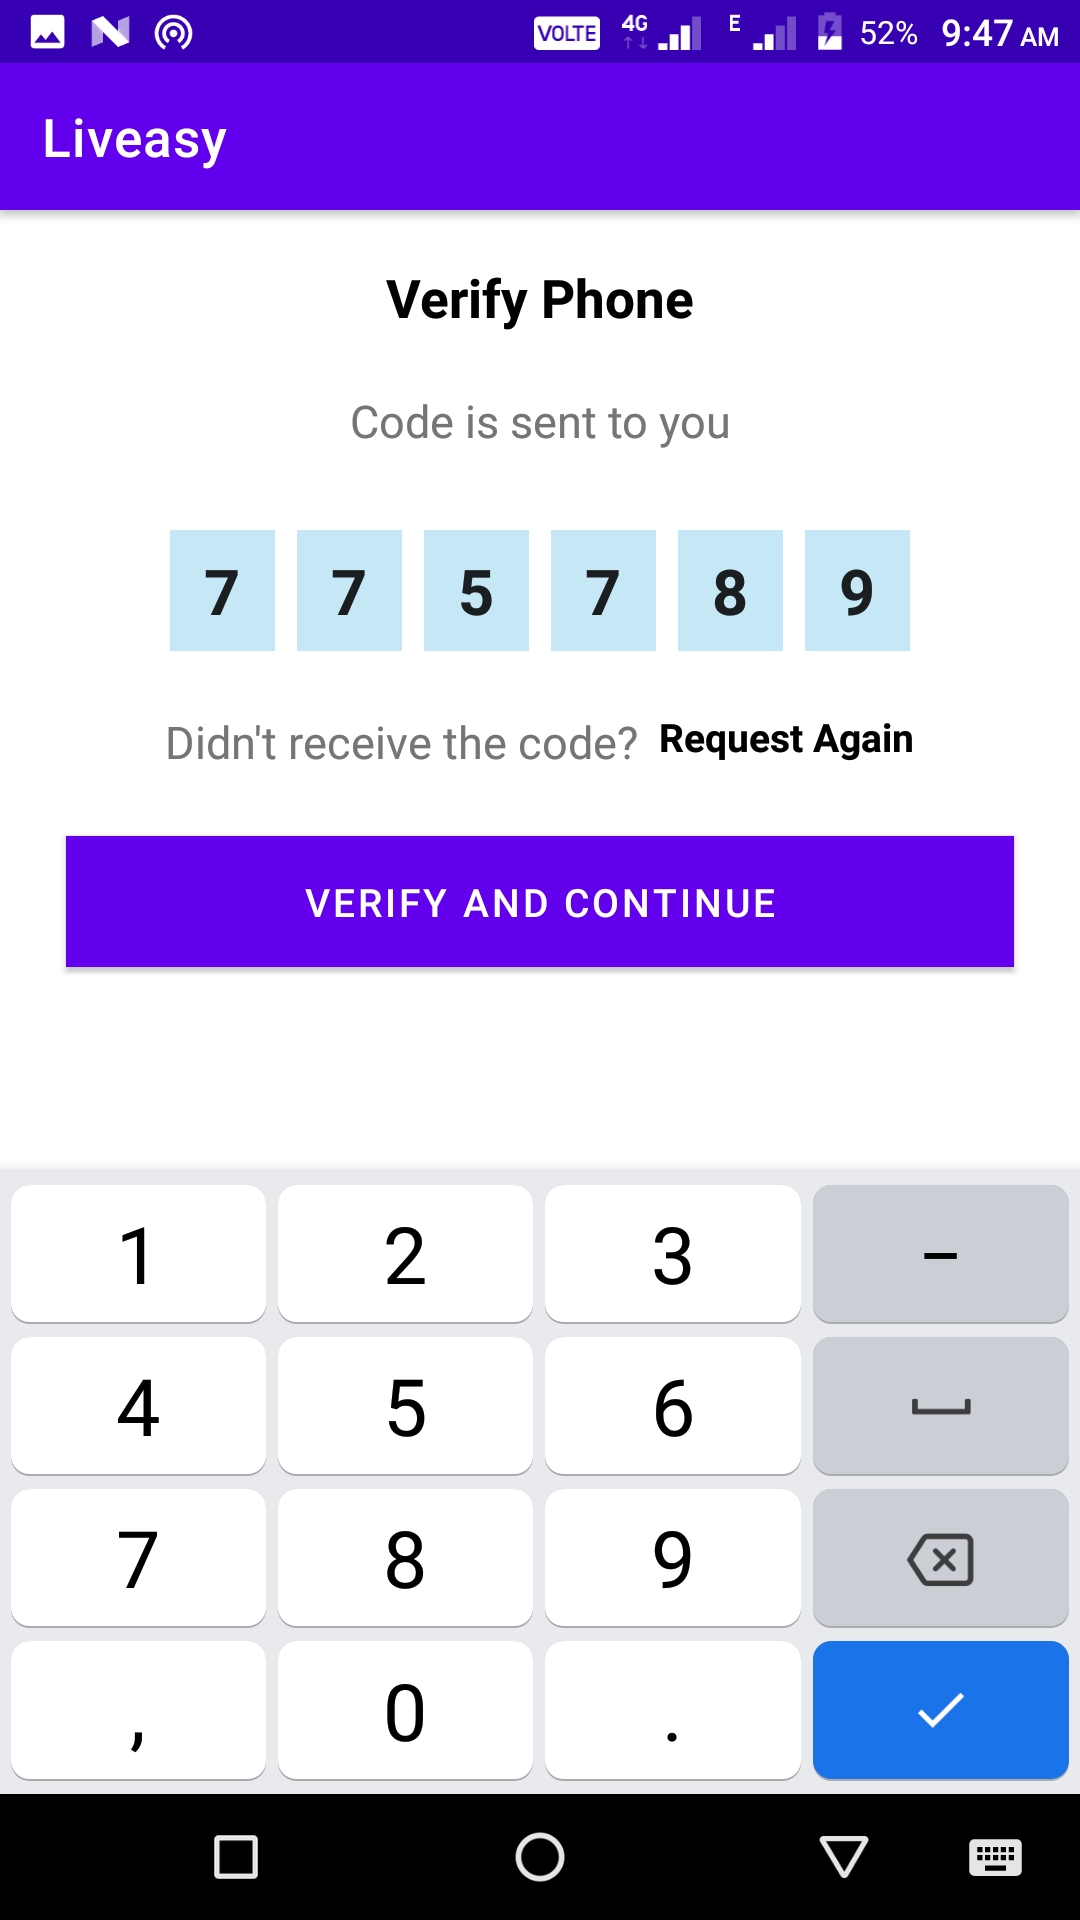 VOLTE 4G E 52% 9:47 AM
Liveasy
Verify Phone
Code is sent to you
7 7 5 7 8 9
Didn't receive the code? Request Again
VERIFY AND CONTINUE
1 2 3 –
4 5 6
7 8 9
, 0 .